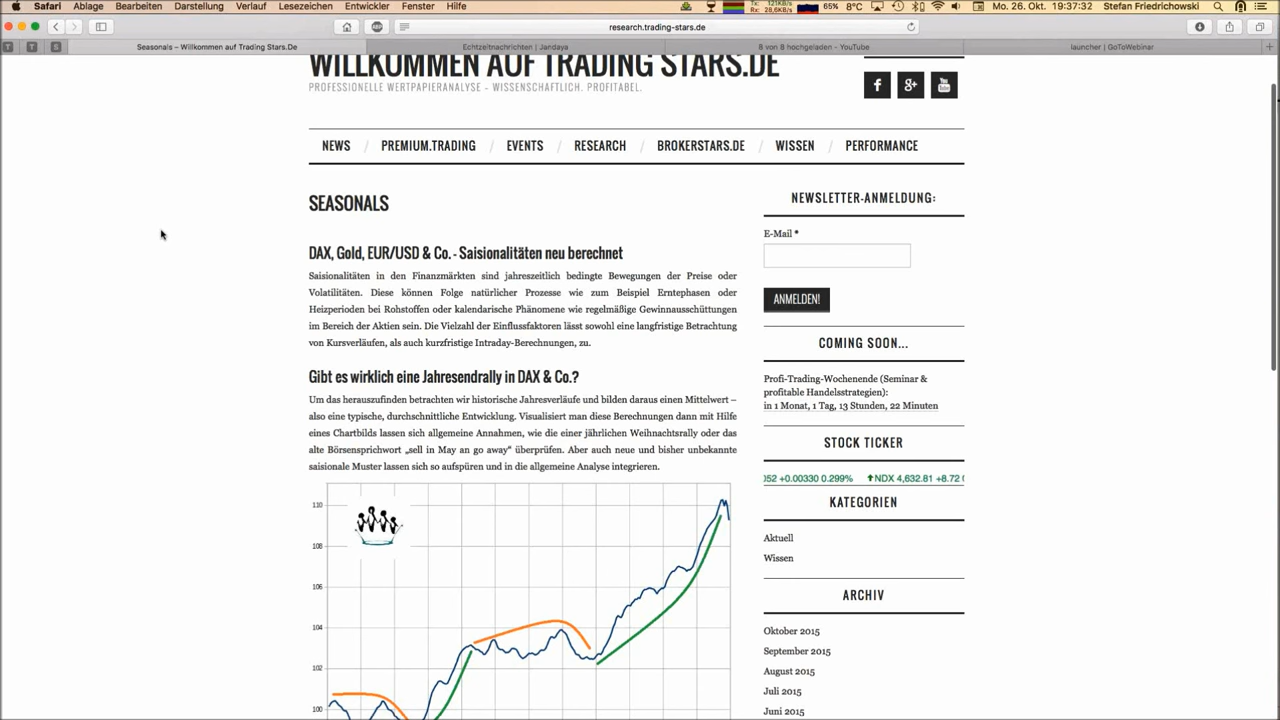 Safari Ablage Bearbeiten Darstellung Verlauf Lesezeichen Entwickler Fenster Hilfe
Tx: 121KB/s
Rx: 28,6KB/s
65% 8°C Mo. 26. Okt. 19:37:32 Stefan Friedrichowski
research.trading-stars.de
T T S Seasonals – Willkommen auf Trading Stars.De Echtzeitnachrichten | Jandaya 8 von 8 hochgeladen - YouTube launcher | GoToWebinar
WILLKOMMEN AUF TRADING STARS.DE
PROFESSIONELLE WERTPAPIERANALYSE – WISSENSCHAFTLICH. PROFITABEL.
NEWS / PREMIUM.TRADING / EVENTS / RESEARCH / BROKERSTARS.DE / WISSEN / PERFORMANCE
SEASONALS
DAX, Gold, EUR/USD & Co. - Saisionalitäten neu berechnet
Saisionalitäten in den Finanzmärkten sind jahreszeitlich bedingte Bewegungen der Preise oder
Volatilitäten. Diese können Folge natürlicher Prozesse wie zum Beispiel Erntephasen oder
Heizperioden bei Rohstoffen oder kalendarische Phänomene wie regelmäßige Gewinnausschüttungen
im Bereich der Aktien sein. Die Vielzahl der Einflussfaktoren lässt sowohl eine langfristige Betrachtung
von Kursverläufen, als auch kurzfristige Intraday-Berechnungen, zu.
Gibt es wirklich eine Jahresendrally in DAX & Co.?
Um das herauszufinden betrachten wir historische Jahresverläufe und bilden daraus einen Mittelwert –
also eine typische, durchschnittliche Entwicklung. Visualisiert man diese Berechnungen dann mit Hilfe
eines Chartbilds lassen sich allgemeine Annahmen, wie die einer jährlichen Weihnachtsrally oder das
alte Börsensprichwort „sell in May an go away“ überprüfen. Aber auch neue und bisher unbekannte
saisionale Muster lassen sich so aufspüren und in die allgemeine Analyse integrieren.
110
108
106
104
102
100
NEWSLETTER-ANMELDUNG:
E-Mail *
ANMELDEN!
COMING SOON...
Profi-Trading-Wochenende (Seminar &
profitable Handelsstrategien):
in 1 Monat, 1 Tag, 13 Stunden, 22 Minuten
STOCK TICKER
052 +0.00330 0.299% NDX 4,632.81 +8.72
KATEGORIEN
Aktuell
Wissen
ARCHIV
Oktober 2015
September 2015
August 2015
Juli 2015
Juni 2015